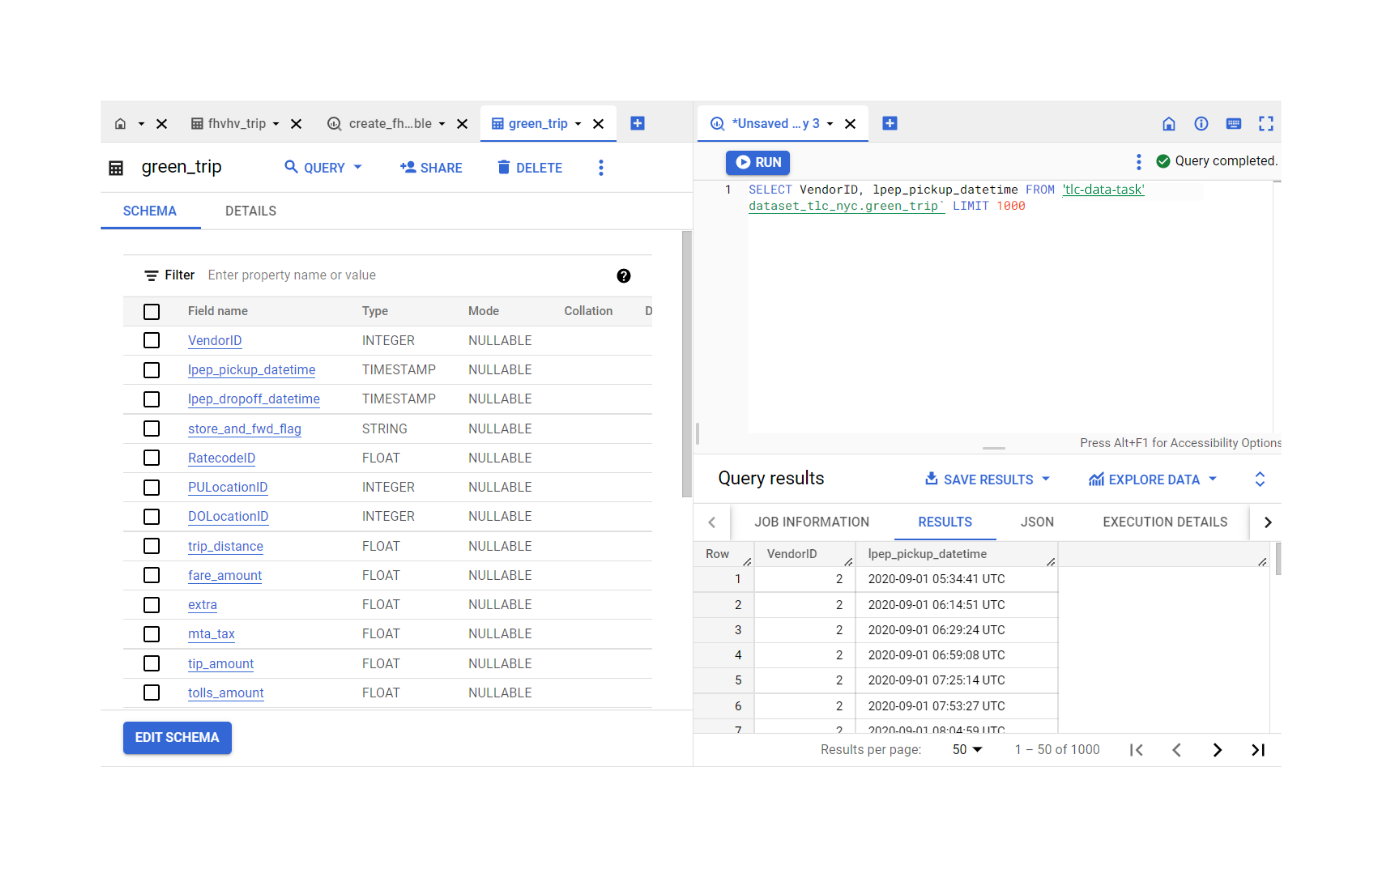 fhvhv_trip
create_fh...ble
green_trip
*Unsaved ...y 3
green_trip
QUERY
SHARE
DELETE
RUN
Query completed.
SCHEMA
DETAILS
1 SELECT VendorID, lpep_pickup_datetime FROM 'tlc-data-task'
dataset_tlc_nyc.green_trip` LIMIT 1000
Filter Enter property name or value
Field name Type Mode Collation D
VendorID INTEGER NULLABLE
lpep_pickup_datetime TIMESTAMP NULLABLE
lpep_dropoff_datetime TIMESTAMP NULLABLE
store_and_fwd_flag STRING NULLABLE
RatecodeID FLOAT NULLABLE
PULocationID INTEGER NULLABLE
DOLocationID INTEGER NULLABLE
trip_distance FLOAT NULLABLE
fare_amount FLOAT NULLABLE
extra FLOAT NULLABLE
mta_tax FLOAT NULLABLE
tip_amount FLOAT NULLABLE
tolls_amount FLOAT NULLABLE
EDIT SCHEMA
Press Alt+F1 for Accessibility Options
Query results
SAVE RESULTS
EXPLORE DATA
JOB INFORMATION
RESULTS
JSON
EXECUTION DETAILS
Row VendorID lpep_pickup_datetime
1 2 2020-09-01 05:34:41 UTC
2 2 2020-09-01 06:14:51 UTC
3 2 2020-09-01 06:29:24 UTC
4 2 2020-09-01 06:59:08 UTC
5 2 2020-09-01 07:25:14 UTC
6 2 2020-09-01 07:53:27 UTC
7 2 2020-09-01 08:04:59 UTC
Results per page: 50 1 – 50 of 1000